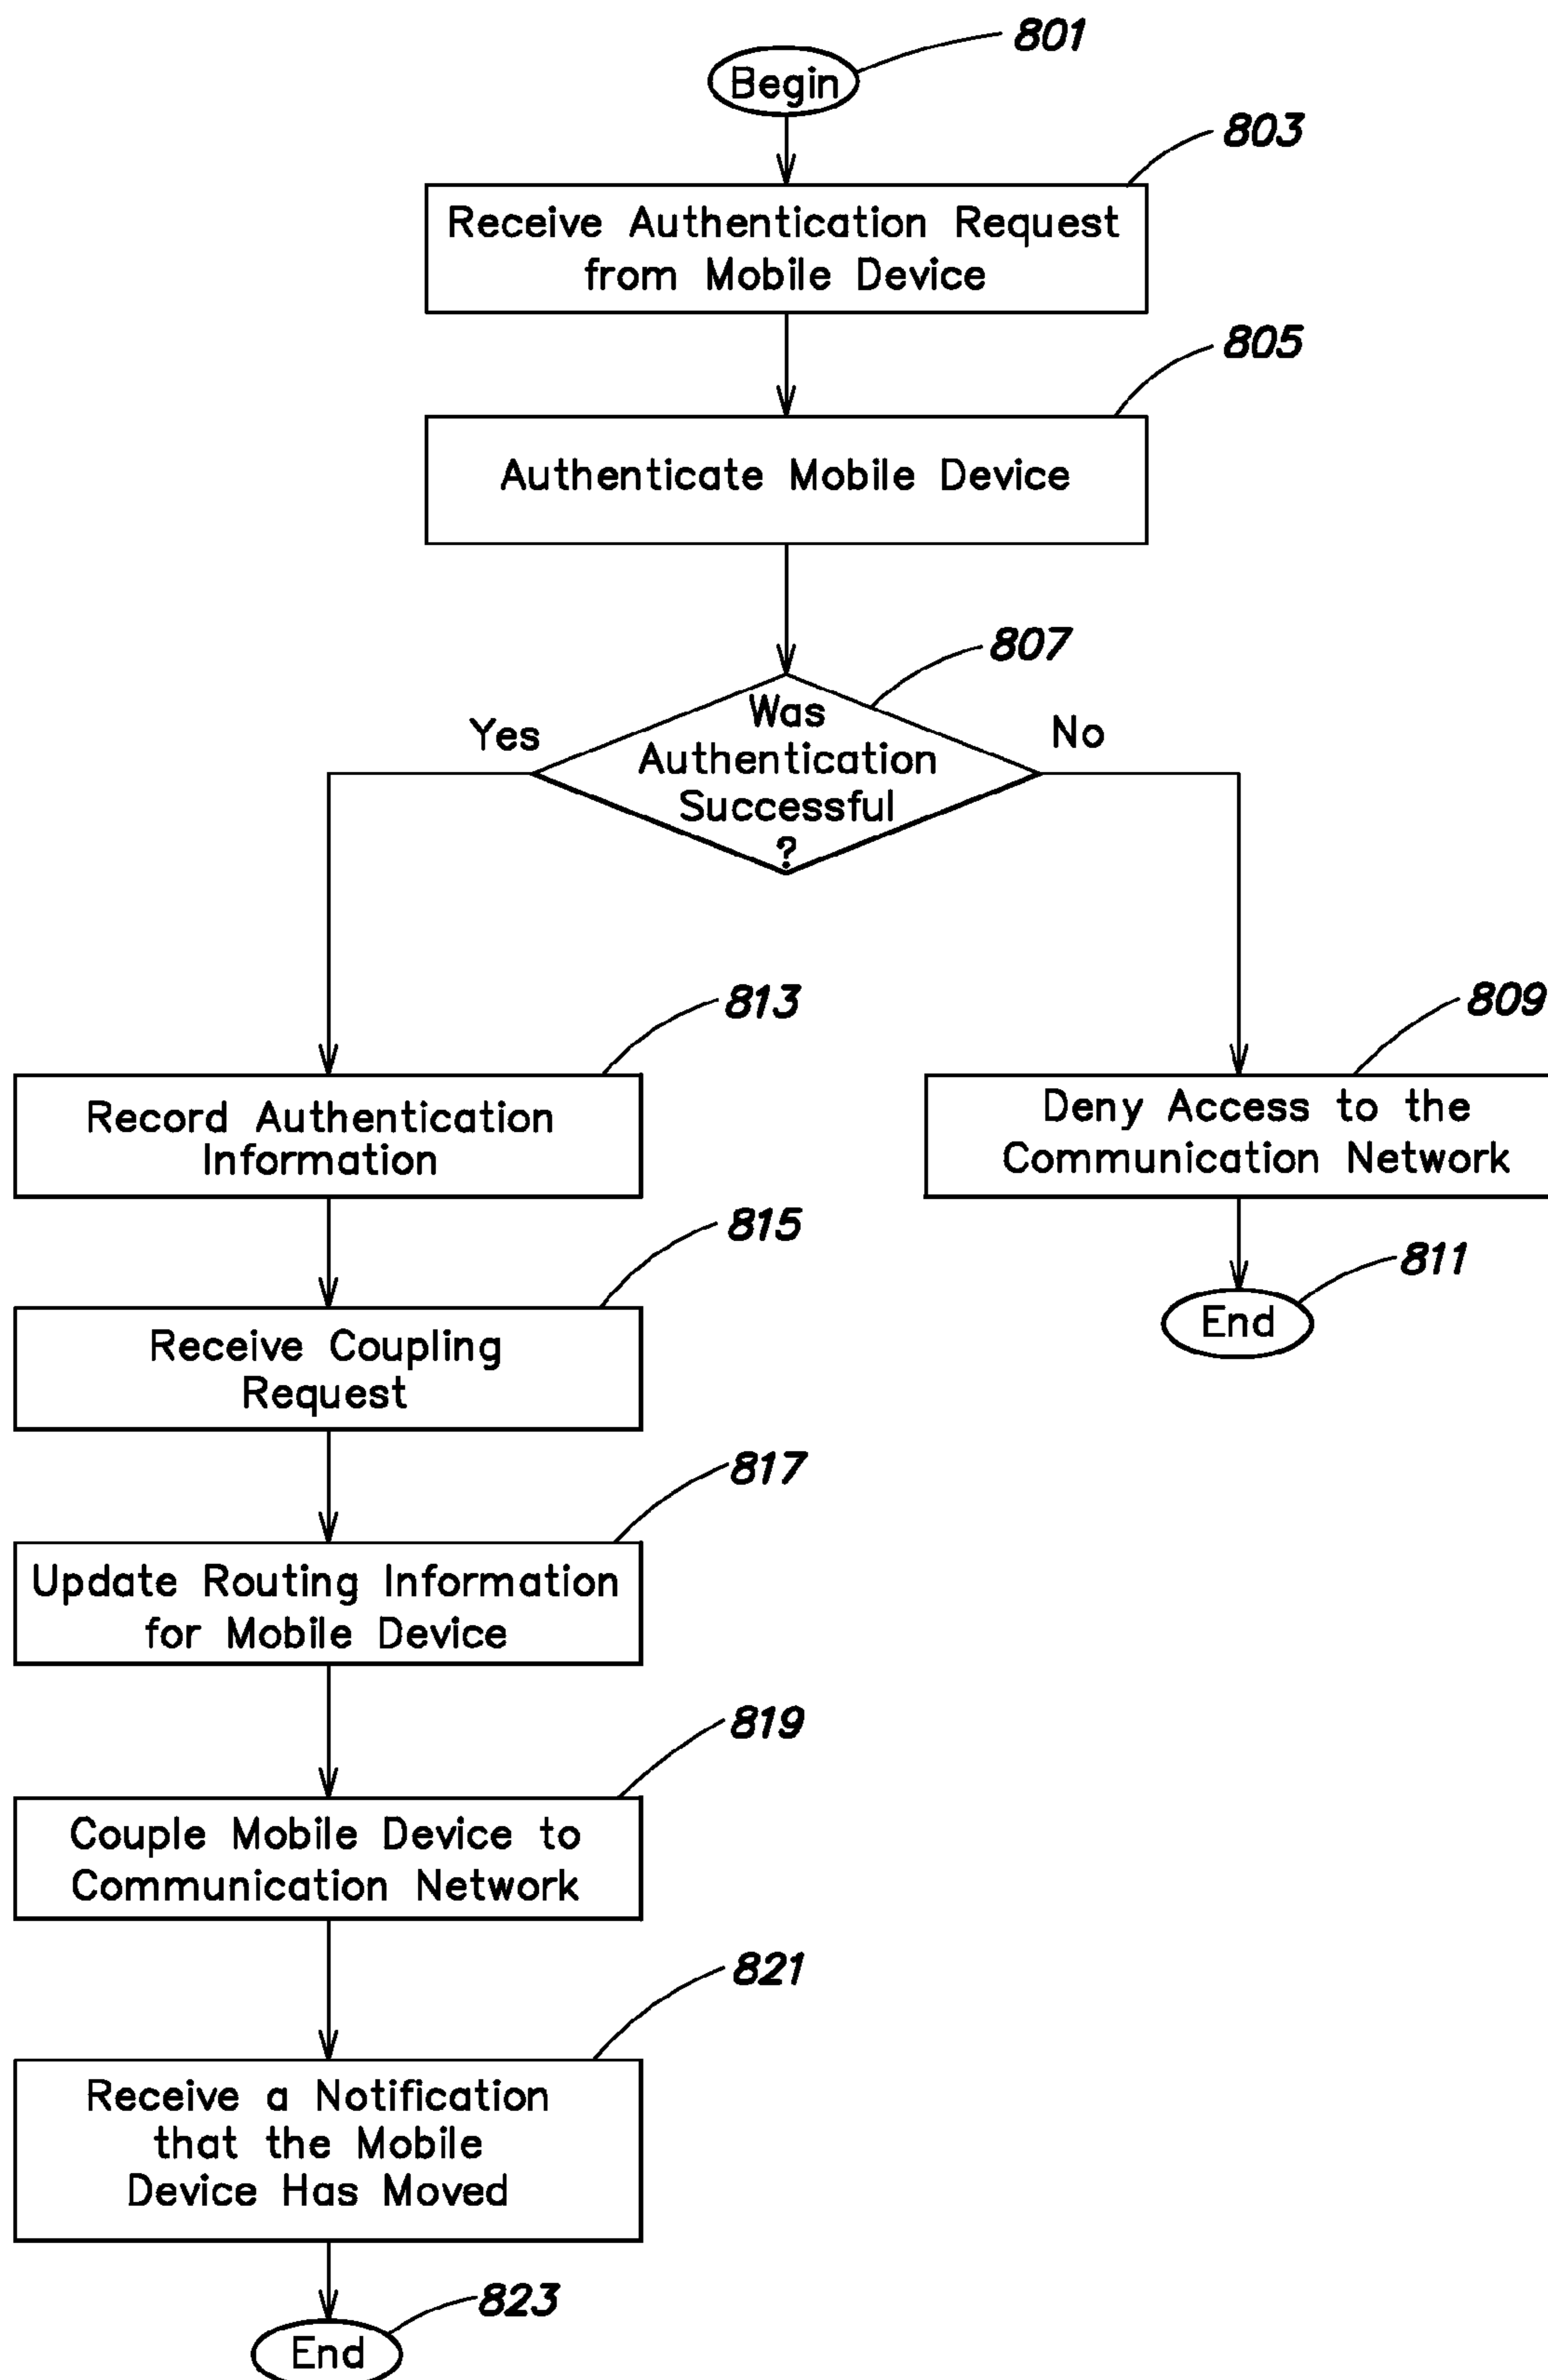 801
Begin
803
Receive Authentication Request
from Mobile Device
805
Authenticate Mobile Device
807
Was
Authentication
Successful
?
Yes
No
813
Record Authentication
Information
809
Deny Access to the
Communication Network
815
Receive Coupling
Request
811
End
817
Update Routing Information
for Mobile Device
819
Couple Mobile Device to
Communication Network
821
Receive a Notification
that the Mobile
Device Has Moved
823
End